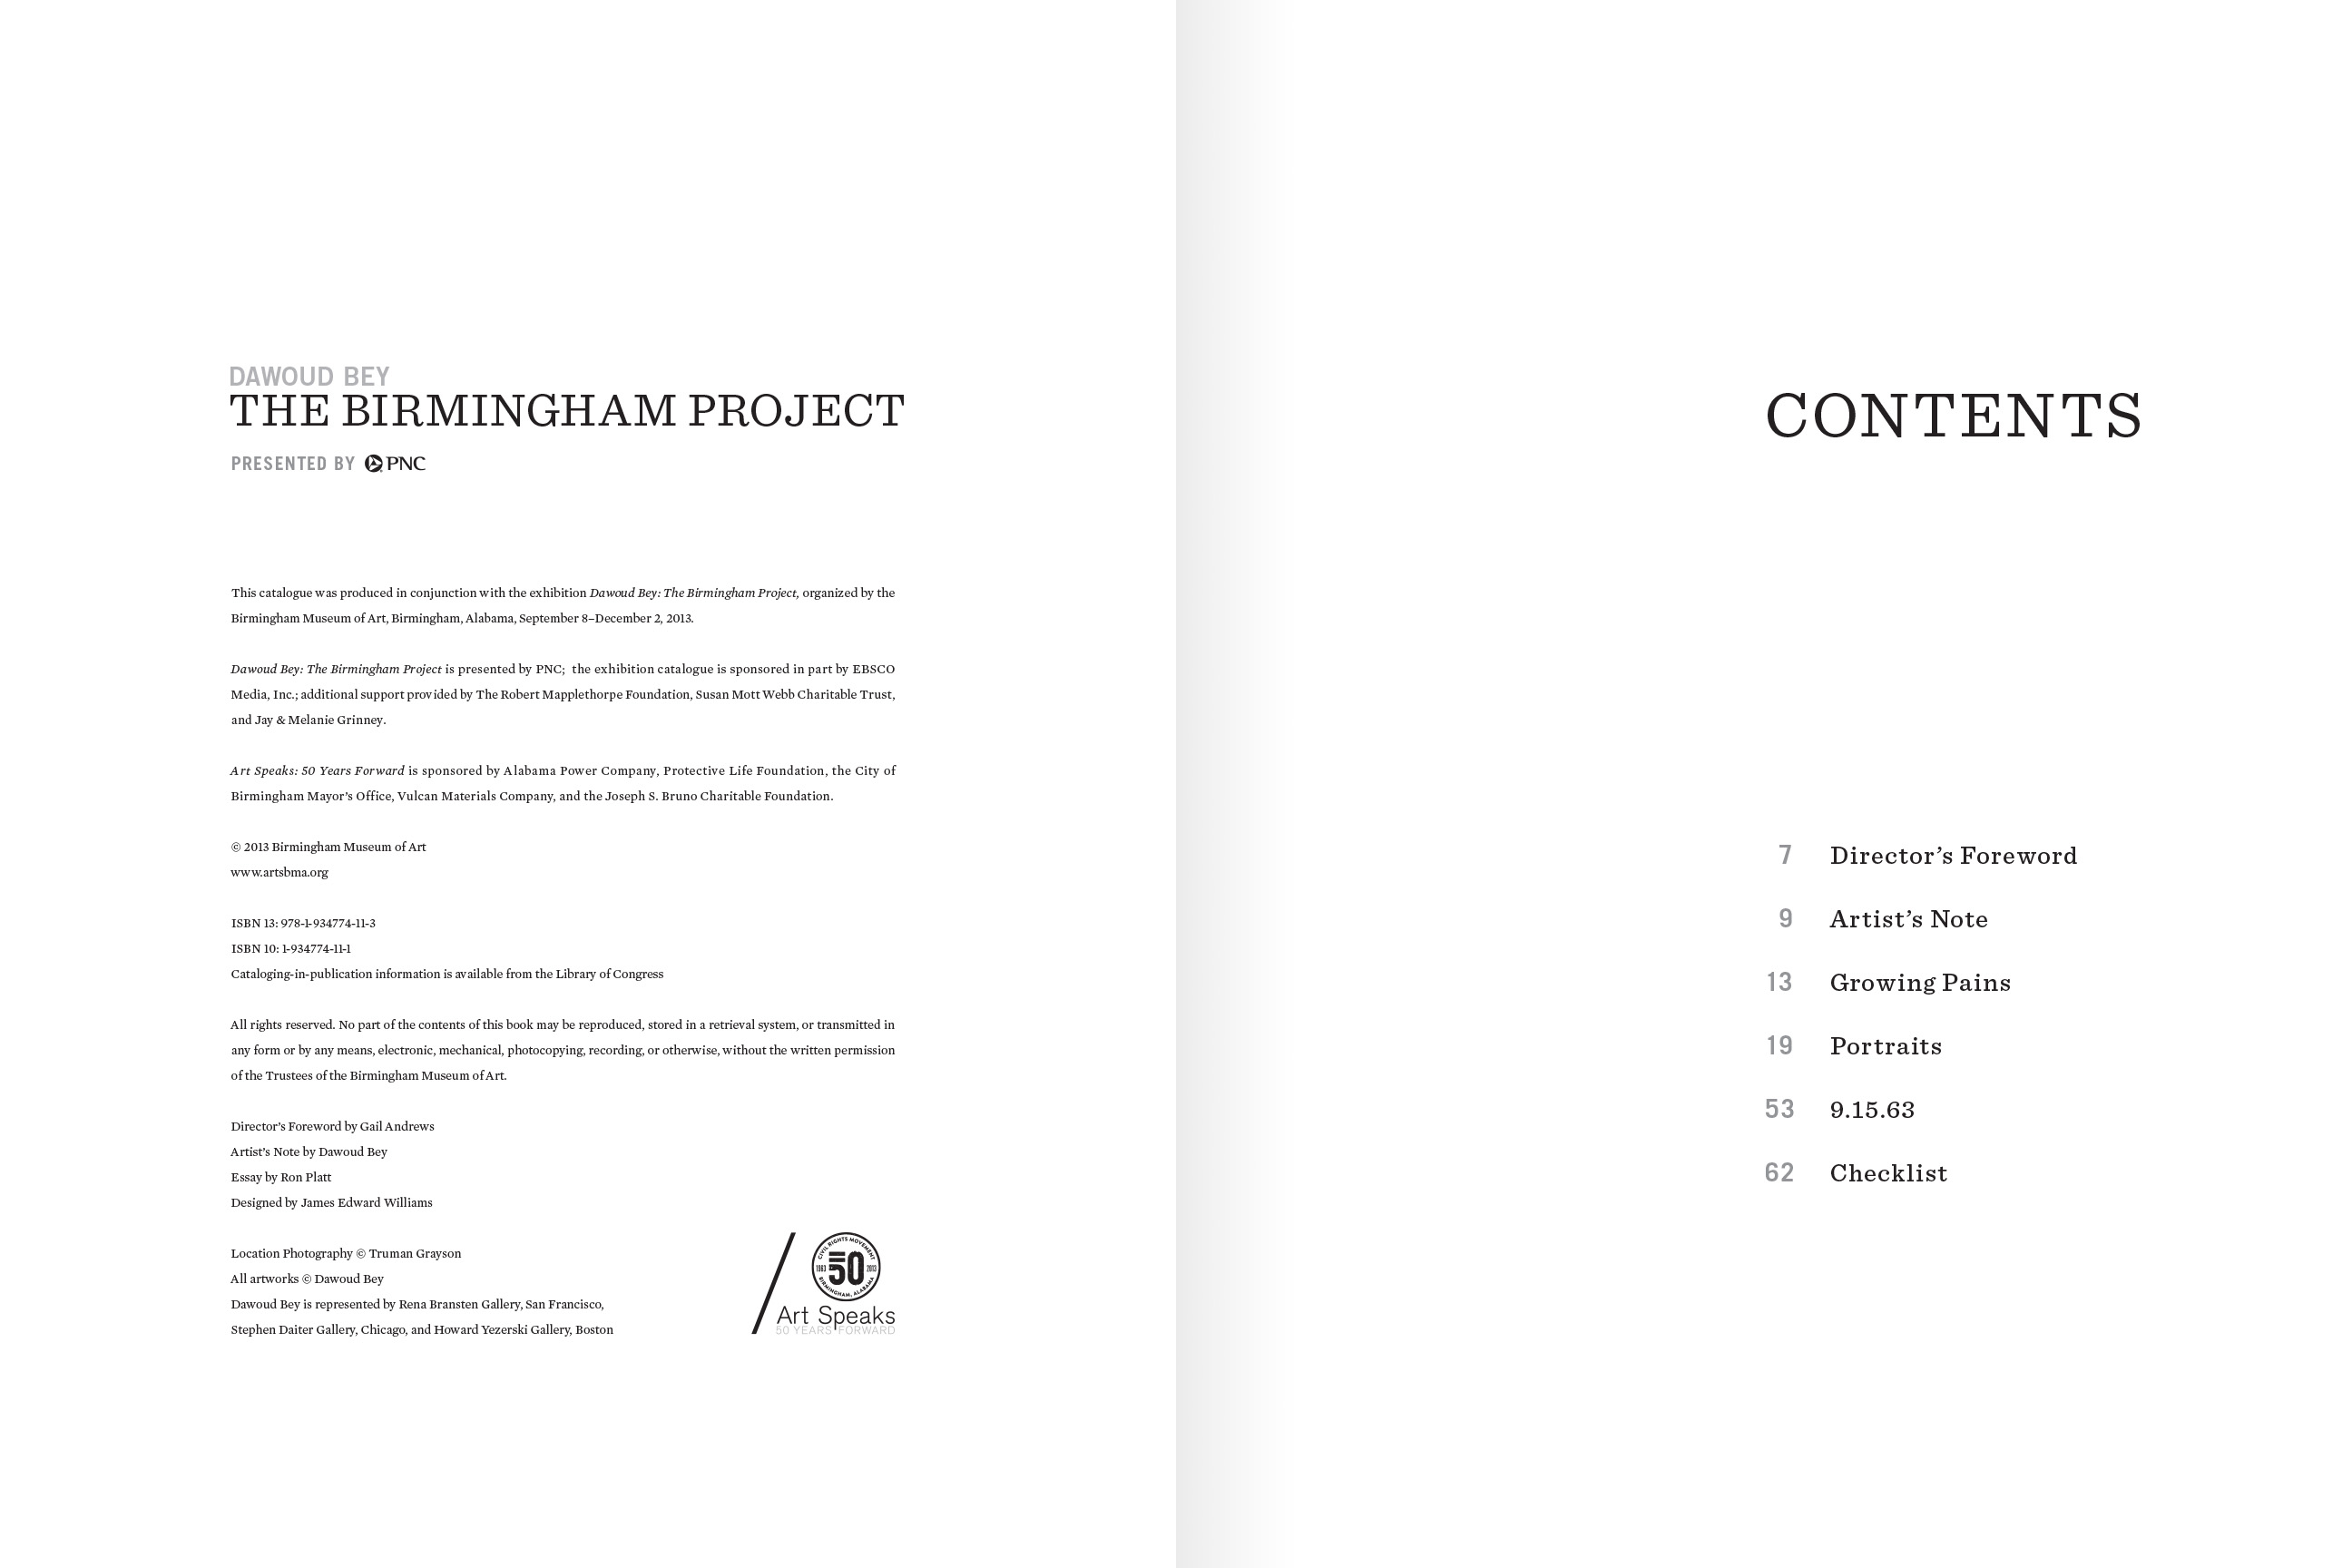 DAWOUD BEY
THE BIRMINGHAM PROJECT
PRESENTED BY PNC
This catalogue was produced in conjunction with the exhibition Dawoud Bey: The Birmingham Project, organized by the
Birmingham Museum of Art, Birmingham, Alabama, September 8–December 2, 2013.
Dawoud Bey: The Birmingham Project is presented by PNC; the exhibition catalogue is sponsored in part by EBSCO
Media, Inc.; additional support provided by The Robert Mapplethorpe Foundation, Susan Mott Webb Charitable Trust,
and Jay & Melanie Grinney.
Art Speaks: 50 Years Forward is sponsored by Alabama Power Company, Protective Life Foundation, the City of
Birmingham Mayor’s Office, Vulcan Materials Company, and the Joseph S. Bruno Charitable Foundation.
© 2013 Birmingham Museum of Art
www.artsbma.org
ISBN 13: 978-1-934774-11-3
ISBN 10: 1-934774-11-1
Cataloging-in-publication information is available from the Library of Congress
All rights reserved. No part of the contents of this book may be reproduced, stored in a retrieval system, or transmitted in
any form or by any means, electronic, mechanical, photocopying, recording, or otherwise, without the written permission
of the Trustees of the Birmingham Museum of Art.
Director’s Foreword by Gail Andrews
Artist’s Note by Dawoud Bey
Essay by Ron Platt
Designed by James Edward Williams
Location Photography © Truman Grayson
All artworks © Dawoud Bey
Dawoud Bey is represented by Rena Bransten Gallery, San Francisco,
Stephen Daiter Gallery, Chicago, and Howard Yezerski Gallery, Boston
CIVIL RIGHTS MOVEMENT
1963 50 2013
BIRMINGHAM, ALABAMA
Art Speaks
50 YEARS FORWARD
CONTENTS
7 Director’s Foreword
9 Artist’s Note
13 Growing Pains
19 Portraits
53 9.15.63
62 Checklist